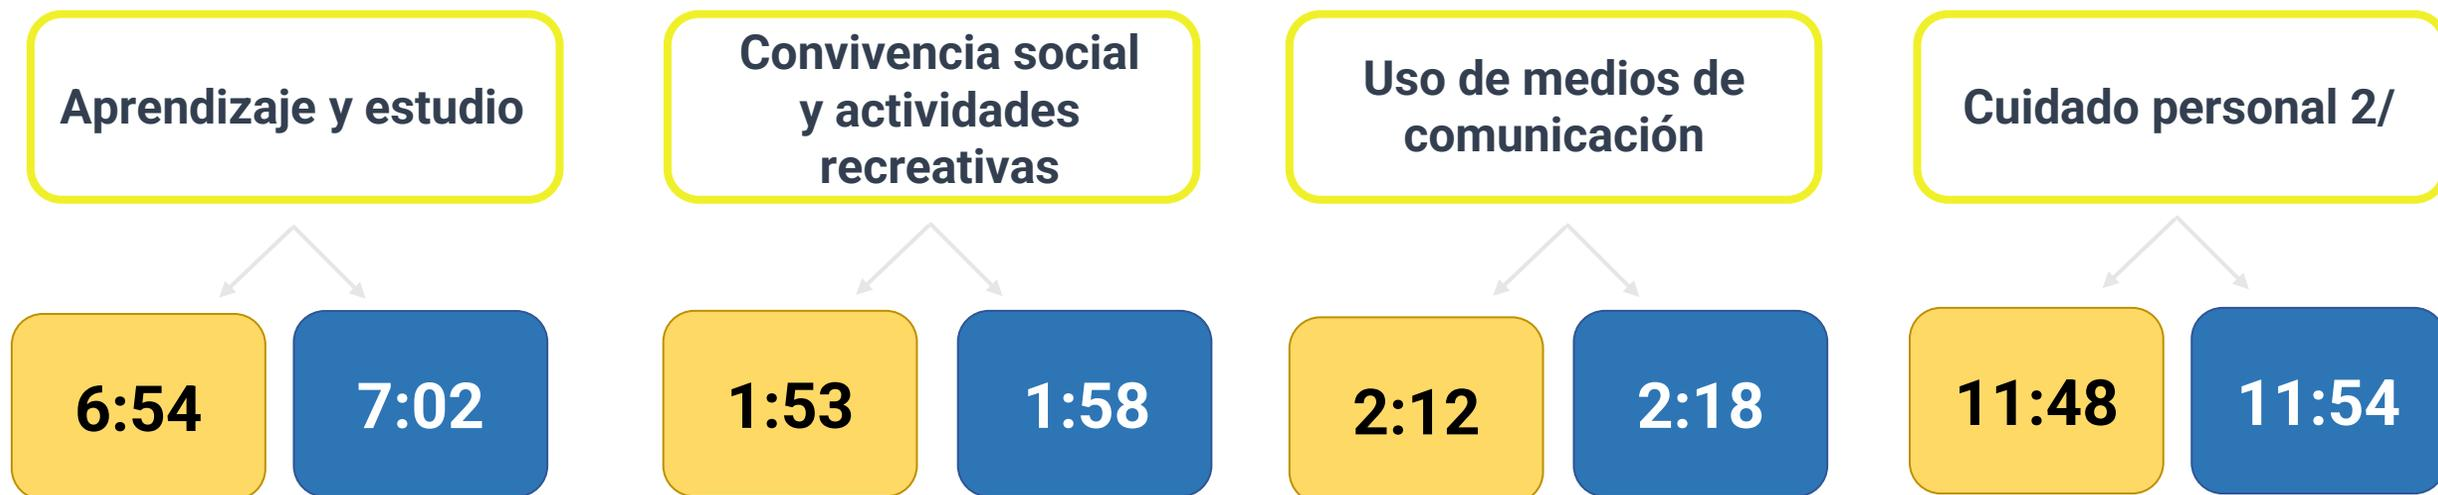 Aprendizaje y estudio
Convivencia social
y actividades
recreativas
Uso de medios de
comunicación
Cuidado personal 2/
6:54
7:02
1:53
1:58
2:12
2:18
11:48
11:54